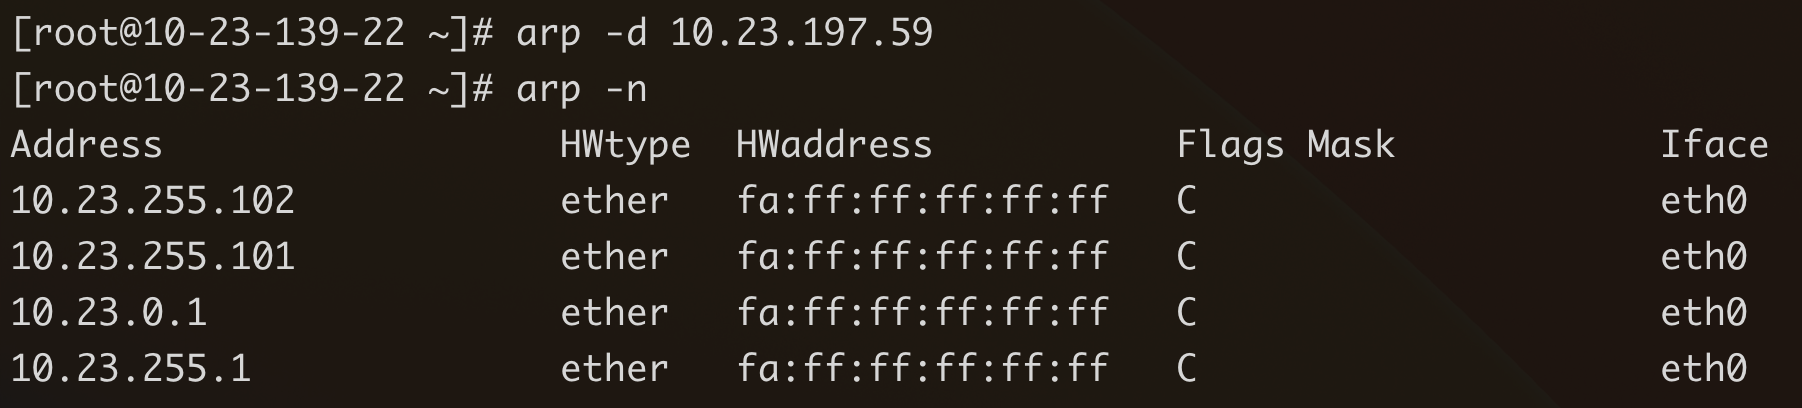 [root@10-23-139-22 ~]# arp -d 10.23.197.59
[root@10-23-139-22 ~]# arp -n
Address                  HWtype  HWaddress           Flags Mask            Iface
10.23.255.102            ether   fa:ff:ff:ff:ff:ff   C                     eth0
10.23.255.101            ether   fa:ff:ff:ff:ff:ff   C                     eth0
10.23.0.1                ether   fa:ff:ff:ff:ff:ff   C                     eth0
10.23.255.1              ether   fa:ff:ff:ff:ff:ff   C                     eth0